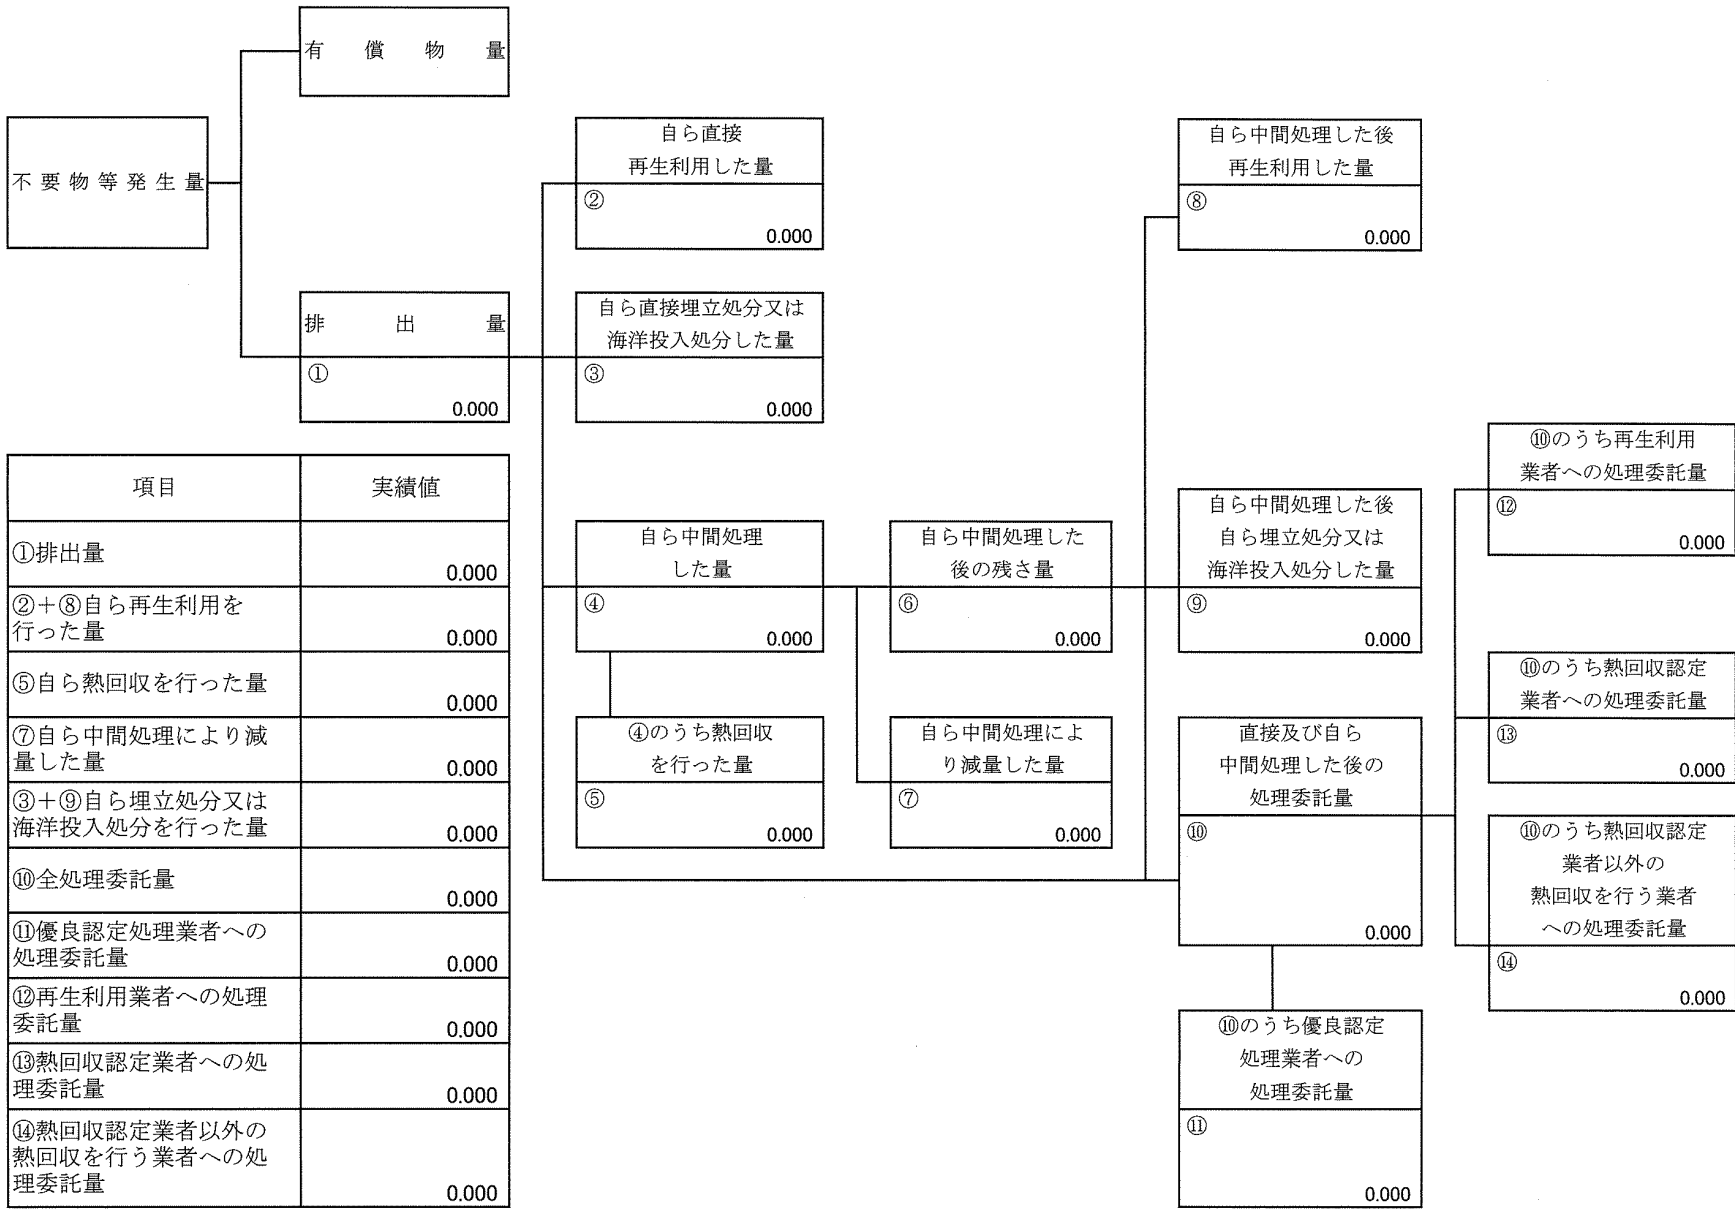 有償物量
不要物等発生量
排出量
①
0.000
自ら直接
再生利用した量
②
0.000
自ら直接埋立処分又は
海洋投入処分した量
③
0.000
自ら中間処理
した量
④
0.000
④のうち熱回収
を行った量
⑤
0.000
自ら中間処理した
後の残さ量
⑥
0.000
自ら中間処理によ
り減量した量
⑦
0.000
自ら中間処理した後
再生利用した量
⑧
0.000
自ら中間処理した後
自ら埋立処分又は
海洋投入処分した量
⑨
0.000
直接及び自ら
中間処理した後の
処理委託量
⑩
0.000
⑩のうち優良認定
処理業者への
処理委託量
⑪
0.000
⑩のうち再生利用
業者への処理委託量
⑫
0.000
⑩のうち熱回収認定
業者への処理委託量
⑬
0.000
⑩のうち熱回収認定
業者以外の
熱回収を行う業者
への処理委託量
⑭
0.000
項目 実績値
①排出量
0.000
②＋⑧自ら再生利用を
行った量
0.000
⑤自ら熱回収を行った量
0.000
⑦自ら中間処理により減
量した量
0.000
③＋⑨自ら埋立処分又は
海洋投入処分を行った量
0.000
⑩全処理委託量
0.000
⑪優良認定処理業者への
処理委託量
0.000
⑫再生利用業者への処理
委託量
0.000
⑬熱回収認定業者への処
理委託量
0.000
⑭熱回収認定業者以外の
熱回収を行う業者への処
理委託量
0.000